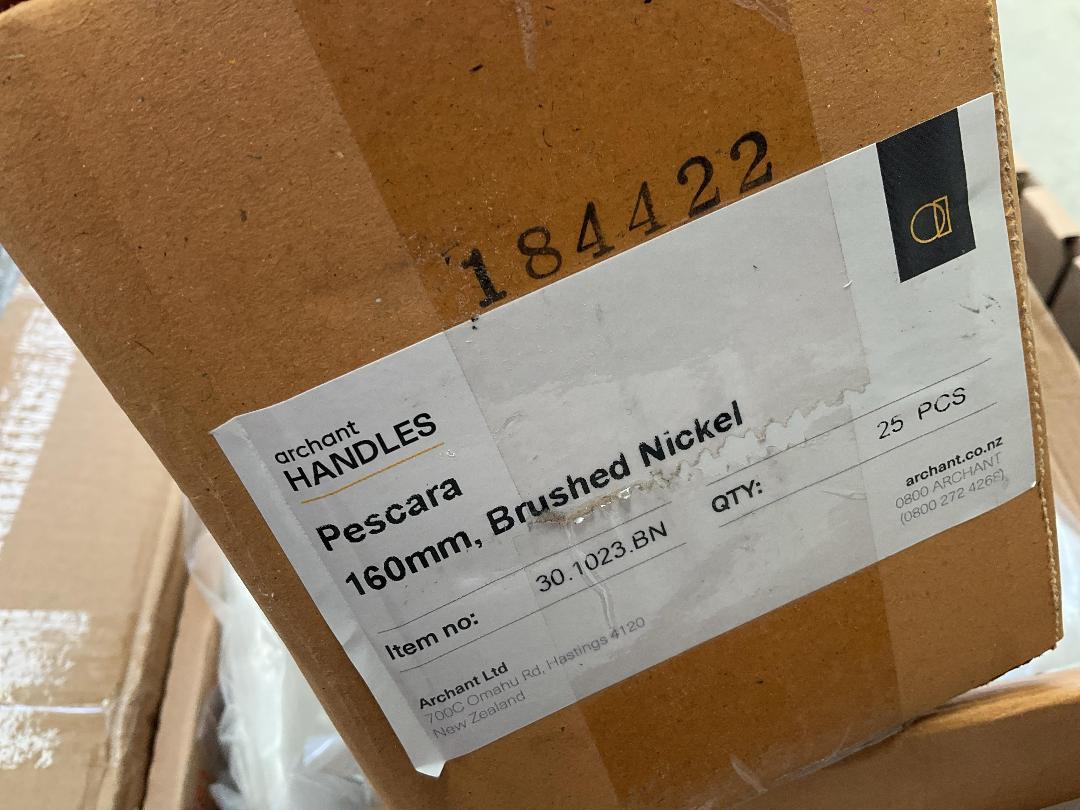 184422
archant
HANDLES
Pescara
160mm, Brushed Nickel
Item no: 30.1023.BN QTY: 25 PCS
Archant Ltd
700C Omahu Rd, Hastings 4120
New Zealand
archant.co.nz
0800 ARCHANT
(0800 272 4268)